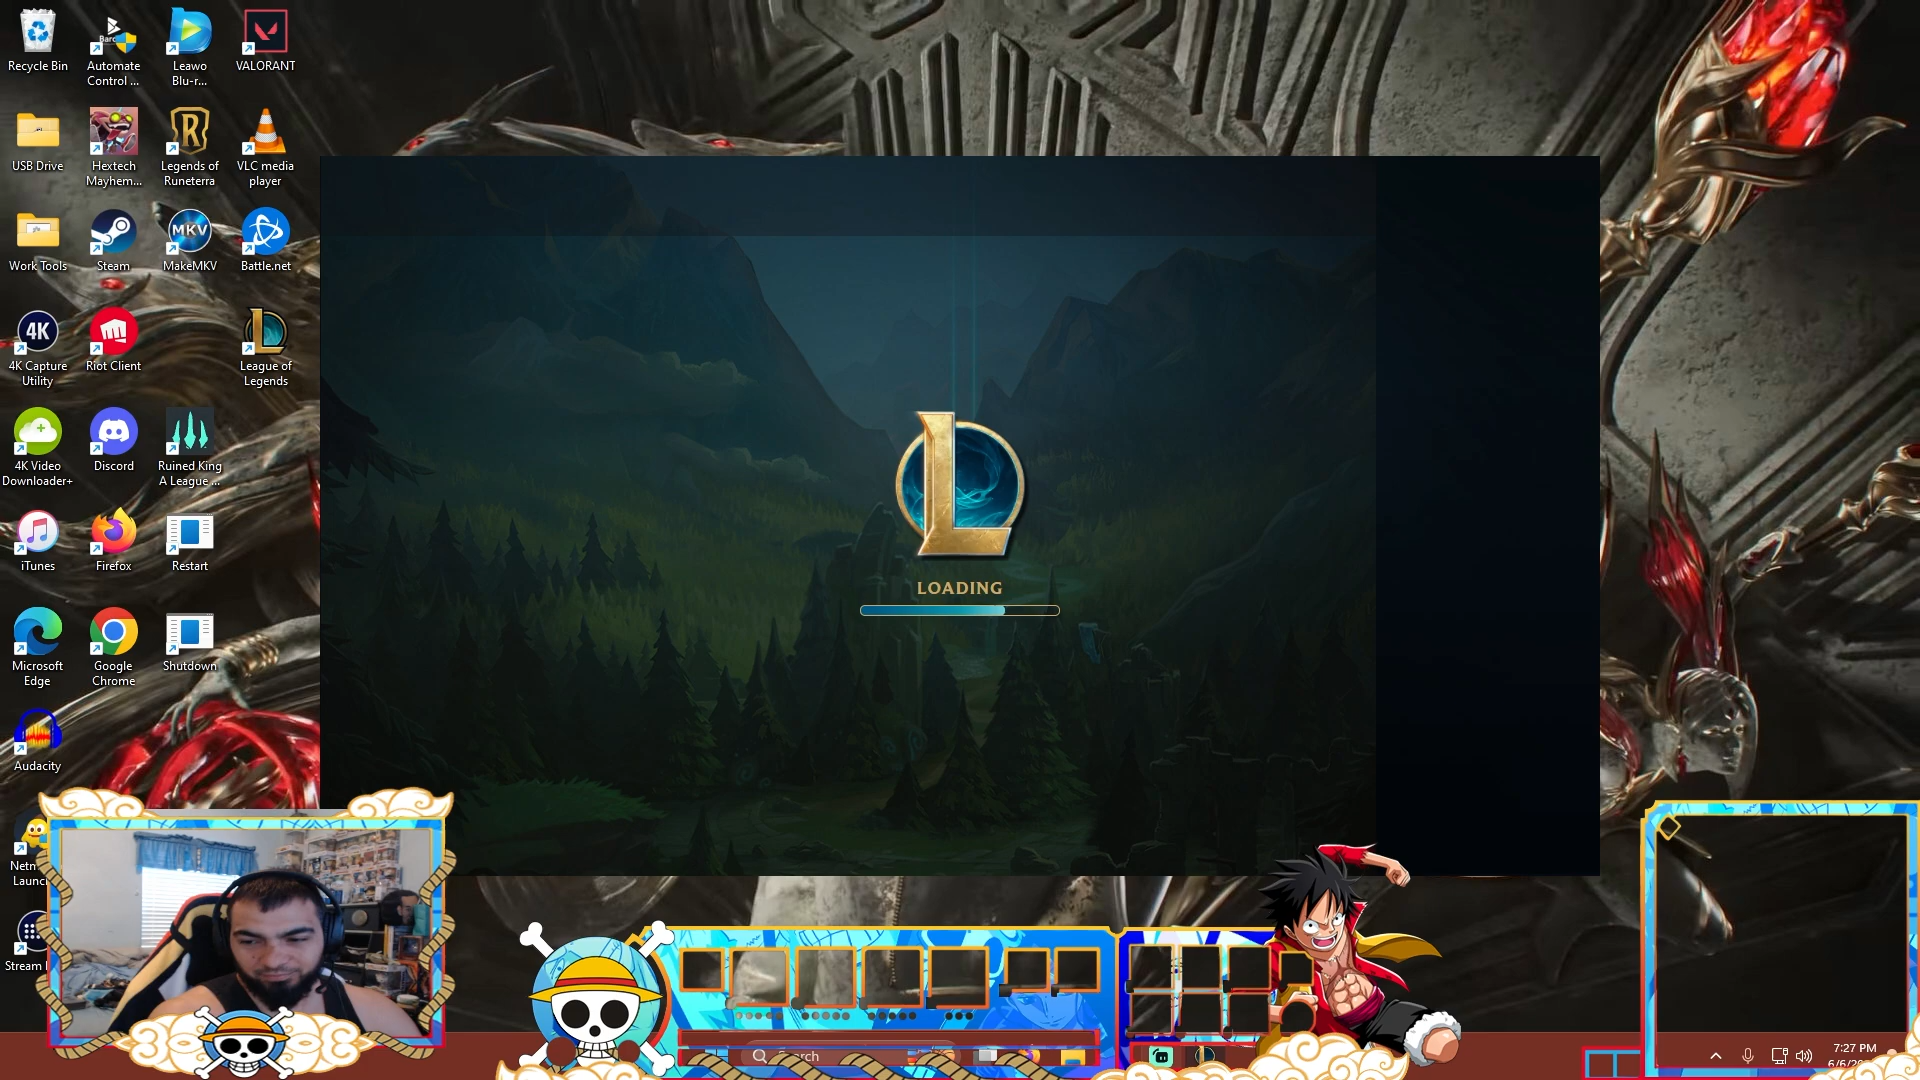 Recycle Bin
Automate
Control ...
Leawo
Blu-r...
VALORANT
USB Drive
Hextech
Mayhem...
Legends of
Runeterra
VLC media
player
Work Tools
Steam
MKV
MakeMKV
Battle.net
4K
4K Capture
Utility
Riot Client
League of
Legends
4K Video
Downloader+
Discord
Ruined King
A League ...
iTunes
Firefox
Restart
Microsoft
Edge
Google
Chrome
Shutdown
Audacity
LOADING
Stream
7:27 PM